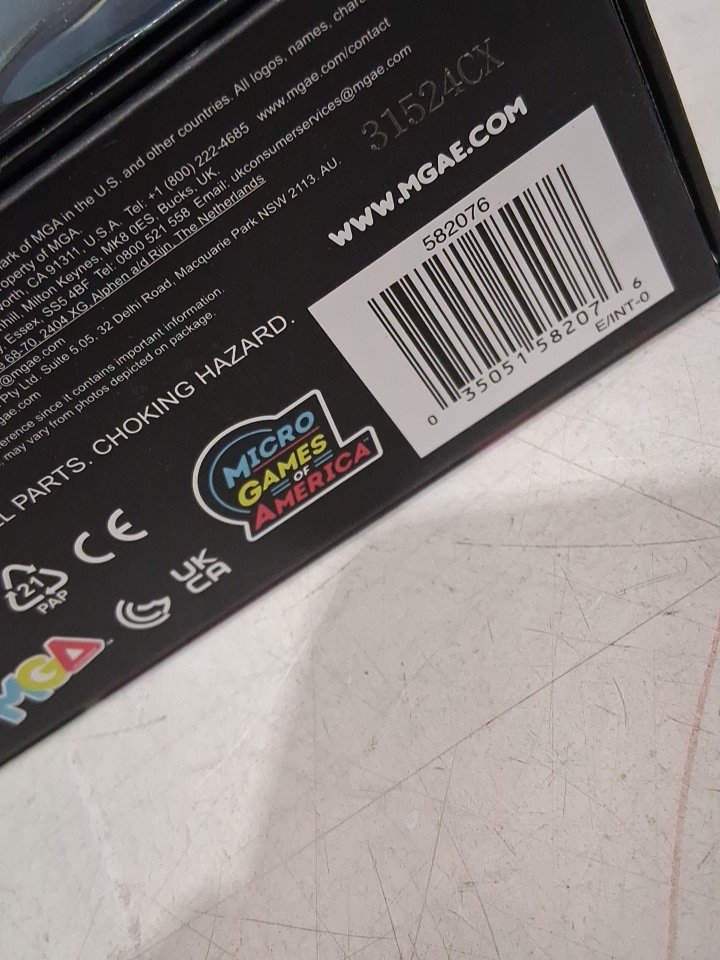 ark of MGA in the U.S. and other countries. All logos, names, char
operty of MGA.
orth, CA 91311, U.S.A. Tel: +1 (800) 222-4685 www.mgae.com/contact
hill, Milton Keynes, MK8 0ES, Bucks, UK.
Essex, SS5 4BF Tel: 0800 521 558 Email: ukconsumerservices@mgae.com
68-70, 2404 XG, Alphen a/d Rijn, The Netherlands
@mgae.com
Pty Ltd, Suite 5.05, 32 Delhi Road, Macquarie Park NSW 2113, AU.
gae.com
erence since it contains important information.
may vary from photos depicted on package.
L PARTS. CHOKING HAZARD.
31524CX
WWW.MGAE.COM
582076
0 35051 58207 6
E/INT-0
MICRO
GAMES
OF
AMERICA™
21
PAP
CE
UK
CA
MGA™